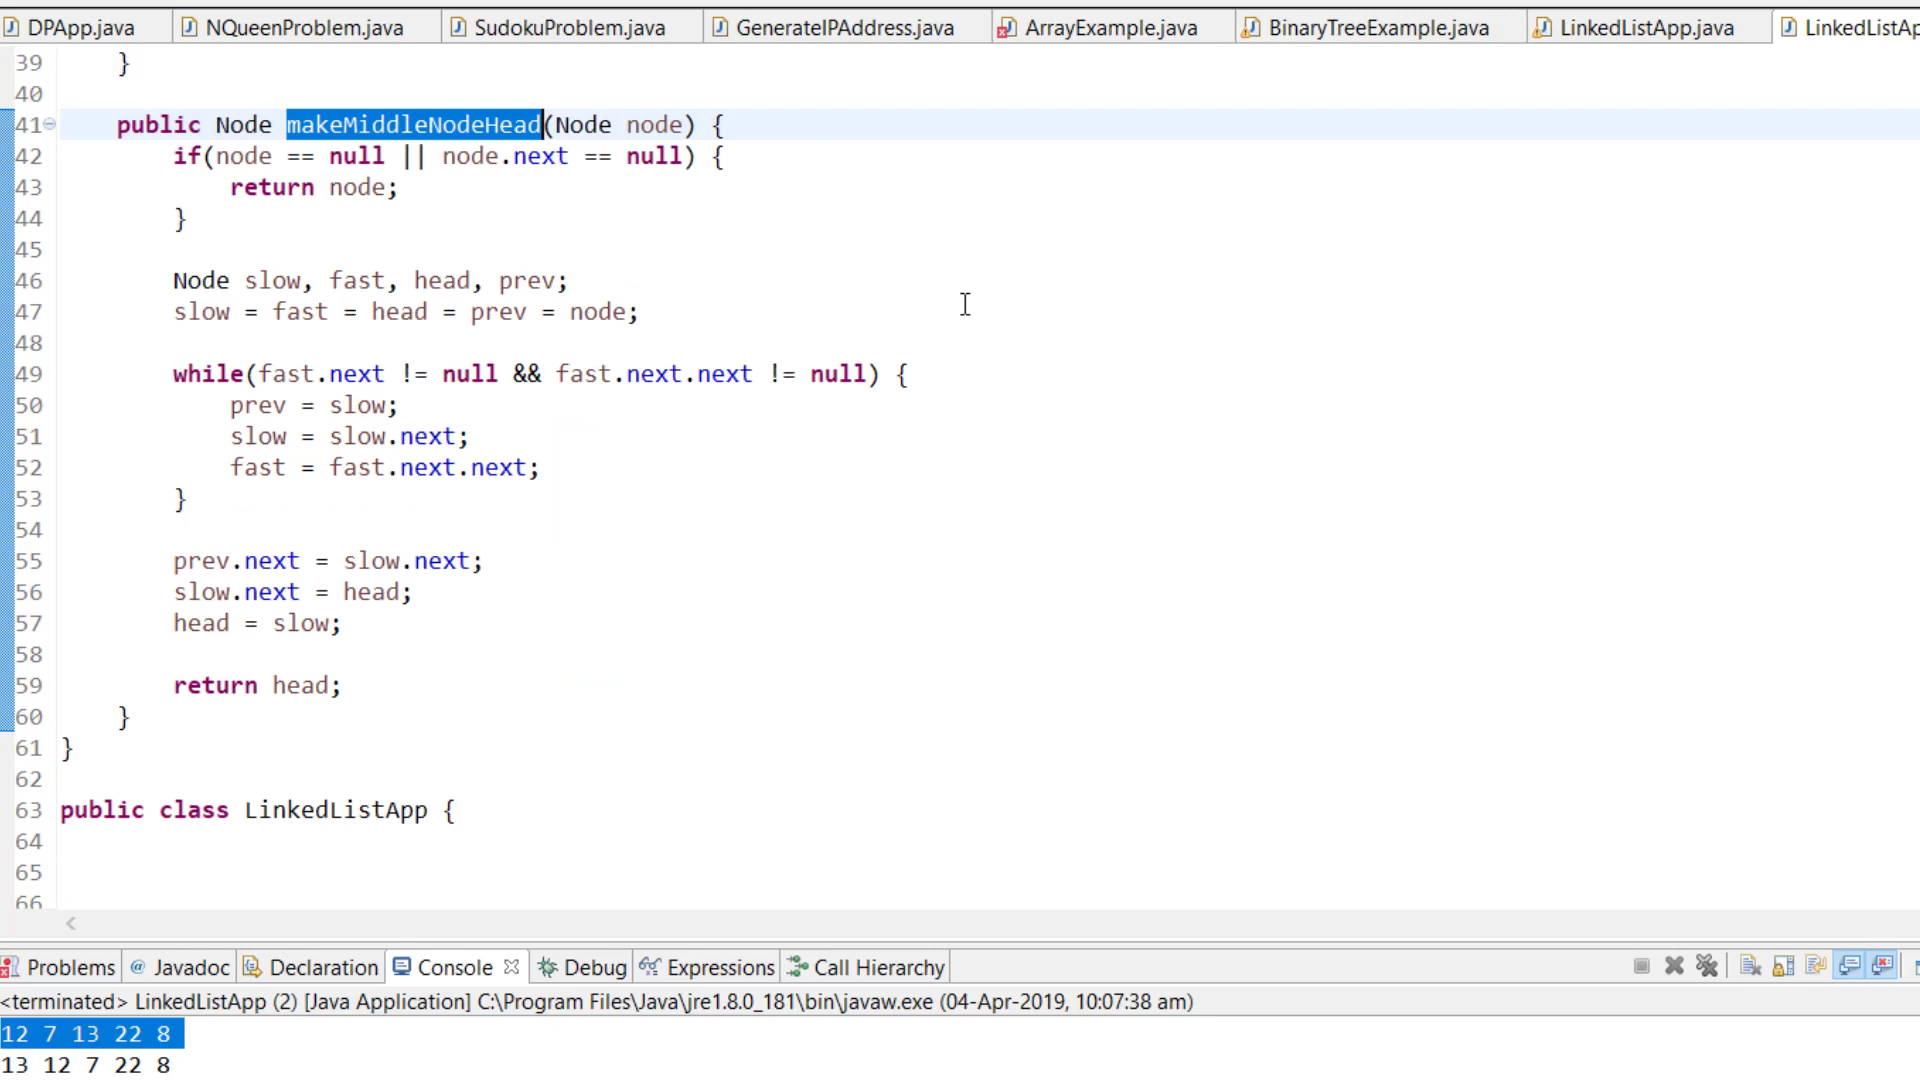 DPApp.java NQueenProblem.java SudokuProblem.java GenerateIPAddress.java ArrayExample.java BinaryTreeExample.java LinkedListApp.java LinkedListAp
39 }
40
41 public Node makeMiddleNodeHead(Node node) {
42 if(node == null || node.next == null) {
43 return node;
44 }
45
46 Node slow, fast, head, prev;
47 slow = fast = head = prev = node;
48
49 while(fast.next != null && fast.next.next != null) {
50 prev = slow;
51 slow = slow.next;
52 fast = fast.next.next;
53 }
54
55 prev.next = slow.next;
56 slow.next = head;
57 head = slow;
58
59 return head;
60 }
61 }
62
63 public class LinkedListApp {
64
65
66
Problems @ Javadoc Declaration Console Debug Expressions Call Hierarchy
<terminated> LinkedListApp (2) [Java Application] C:\Program Files\Java\jre1.8.0_181\bin\javaw.exe (04-Apr-2019, 10:07:38 am)
12 7 13 22 8
13 12 7 22 8